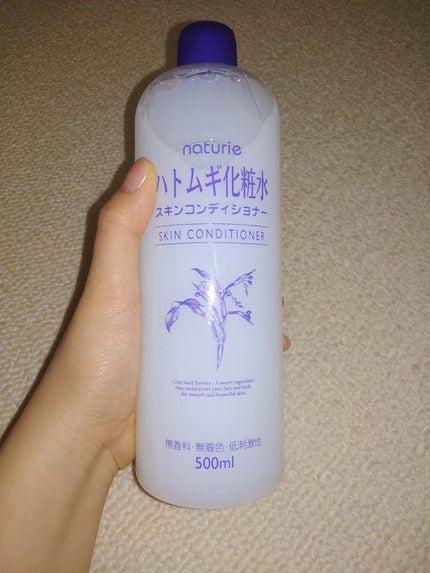 naturie
ハトムギ化粧水
スキンコンディショナー
SKIN CONDITIONER
Coix Seed Extract : A secret ingredient
that moisturizes your face and body
for smooth and beautiful skin.
無香料・無着色・低刺激性
500ml